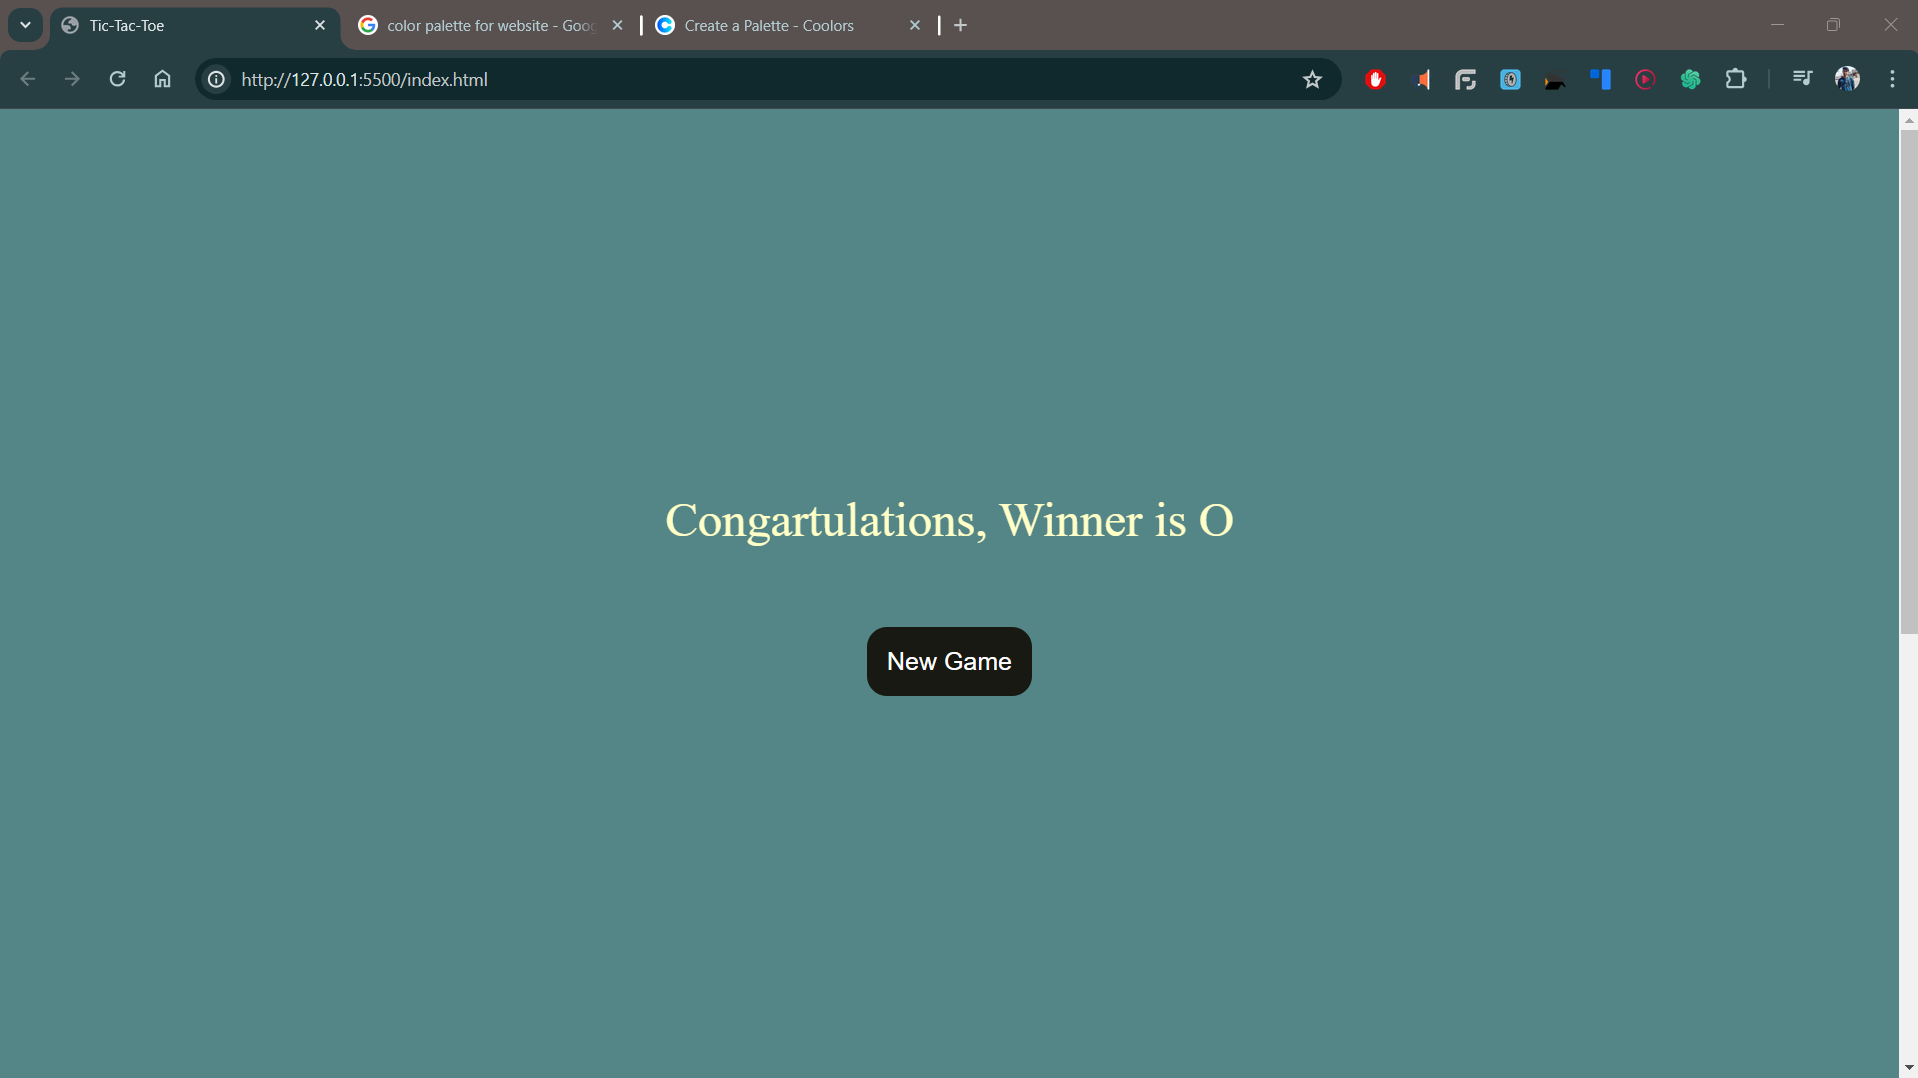 Tic-Tac-Toe
color palette for website - Goog
Create a Palette - Coolors
http://127.0.0.1:5500/index.html
Congartulations, Winner is O
New Game